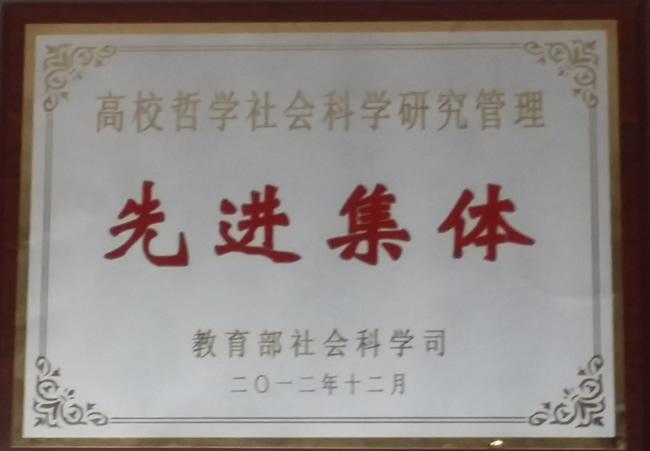 高校哲学社会科学研究管理
先进集体
教育部社会科学司
二〇一二年十二月